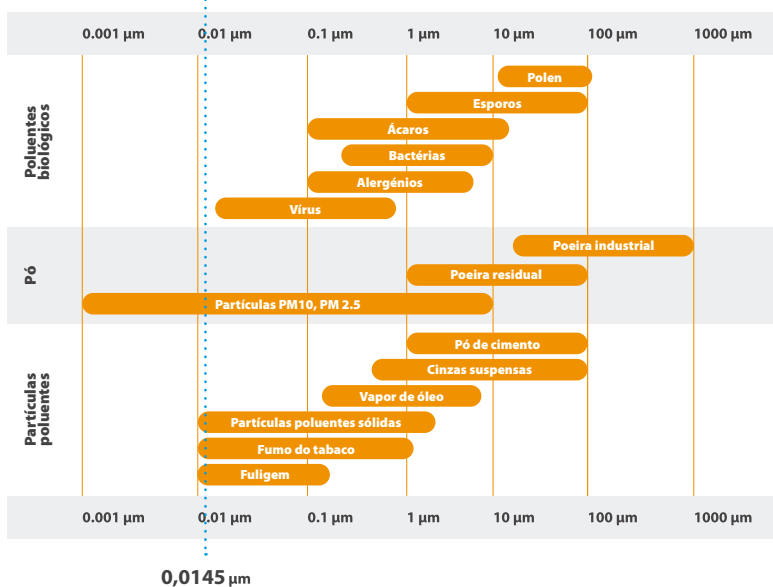 0.001 µm 0.01 µm 0.1 µm 1 µm 10 µm 100 µm 1000 µm
Poluentes
biológicos
Polen
Esporos
Ácaros
Bactérias
Alergénios
Vírus
Pó
Poeira industrial
Poeira residual
Partículas PM10, PM 2.5
Partículas
poluentes
Pó de cimento
Cinzas suspensas
Vapor de óleo
Partículas poluentes sólidas
Fumo do tabaco
Fuligem
0.001 µm 0.01 µm 0.1 µm 1 µm 10 µm 100 µm 1000 µm
0,0145 µm